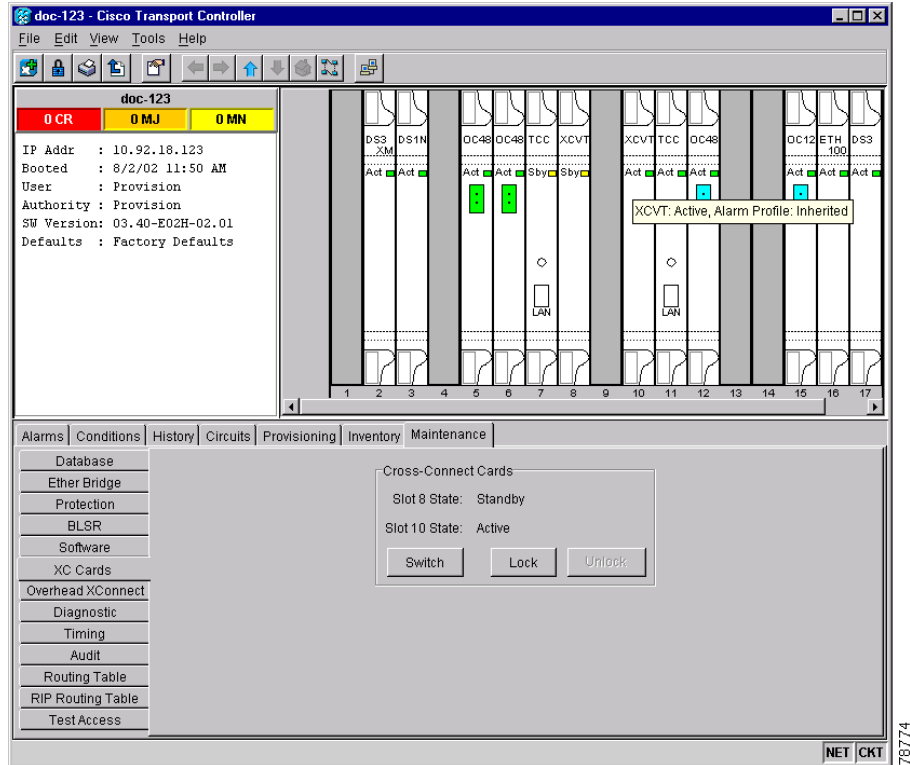 doc-123 - Cisco Transport Controller
File Edit View Tools Help
doc-123
0 CR 0 MJ 0 MN
IP Addr : 10.92.18.123
Booted : 8/2/02 11:50 AM
User : Provision
Authority : Provision
SW Version: 03.40-E02H-02.01
Defaults : Factory Defaults
DS3 XM DS1N OC48 OC48 TCC XCVT XCVT TCC OC48 OC12 ETH 100 DS3
Act Act Act Act Sby Sby Act Act Act Act Act Act
XCVT: Active, Alarm Profile: Inherited
LAN LAN
1 2 3 4 5 6 7 8 9 10 11 12 13 14 15 16 17
Alarms Conditions History Circuits Provisioning Inventory Maintenance
Database
Ether Bridge
Protection
BLSR
Software
XC Cards
Overhead XConnect
Diagnostic
Timing
Audit
Routing Table
RIP Routing Table
Test Access
Cross-Connect Cards
Slot 8 State: Standby
Slot 10 State: Active
Switch Lock Unlock
NET CKT
78774